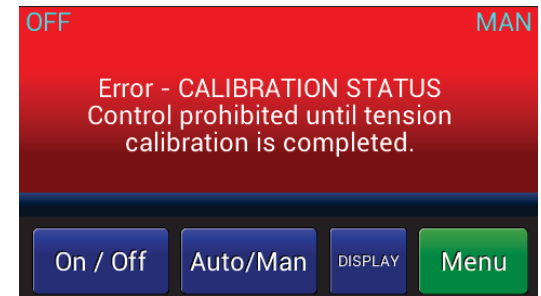 OFF
MAN
Error - CALIBRATION STATUS
Control prohibited until tension
calibration is completed.
On / Off
Auto/Man
DISPLAY
Menu